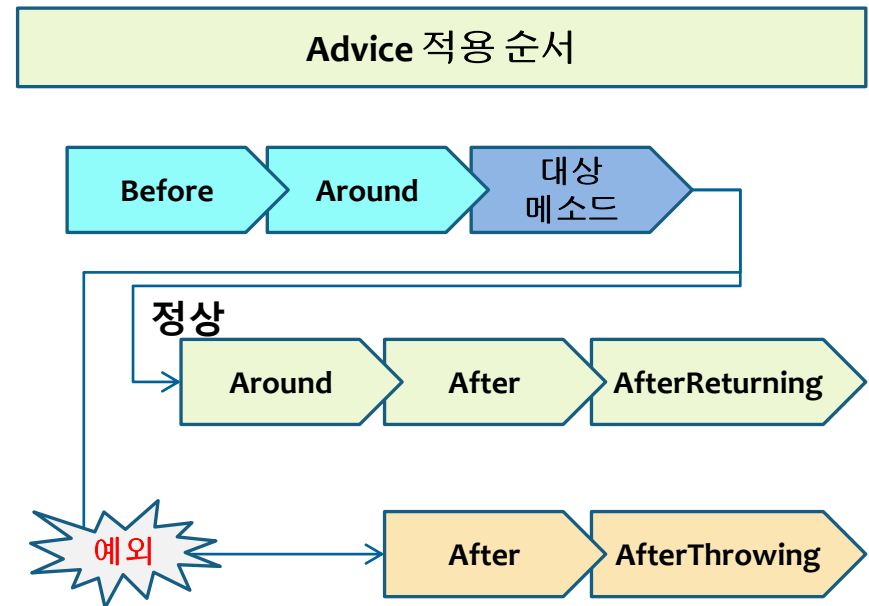 Advice 적용 순서
Before
Around
대상
메소드
정상
Around
After
AfterReturning
예외
After
AfterThrowing